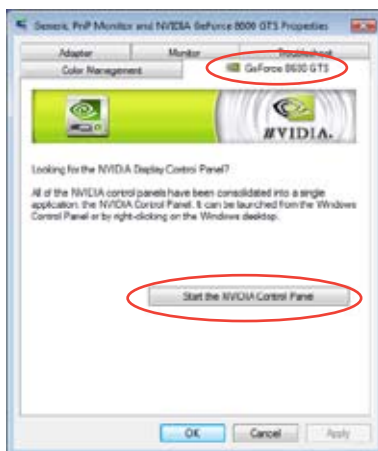 Generic PnP Monitor and NVIDIA GeForce 8600 GTS Properties
Adapter Monitor Troubleshoot
Color Management GeForce 8600 GTS
NVIDIA.
Looking for the NVIDIA Display Control Panel?
All of the NVIDIA control panels have been consolidated into a single
application: the NVIDIA Control Panel. It can be launched from the Windows
Control Panel or by right-clicking on the Windows desktop.
Start the NVIDIA Control Panel
OK Cancel Apply